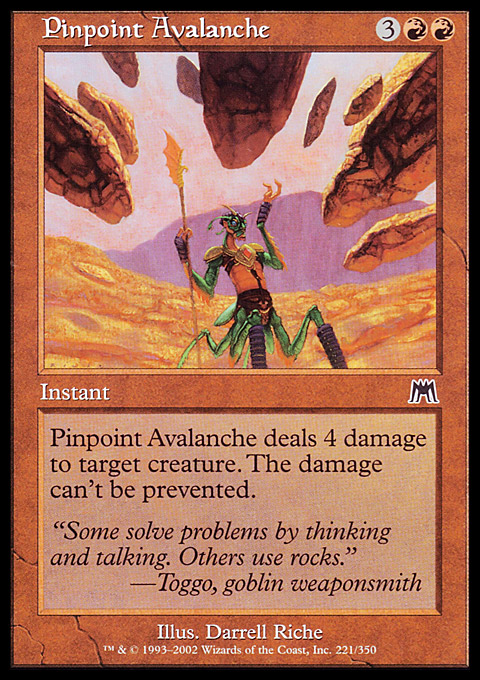 Pinpoint Avalanche 3
Instant
Pinpoint Avalanche deals 4 damage
to target creature. The damage
can't be prevented.
“Some solve problems by thinking
and talking. Others use rocks.”
—Toggo, goblin weaponsmith
Illus. Darrell Riche
™ & © 1993–2002 Wizards of the Coast, Inc. 221/350